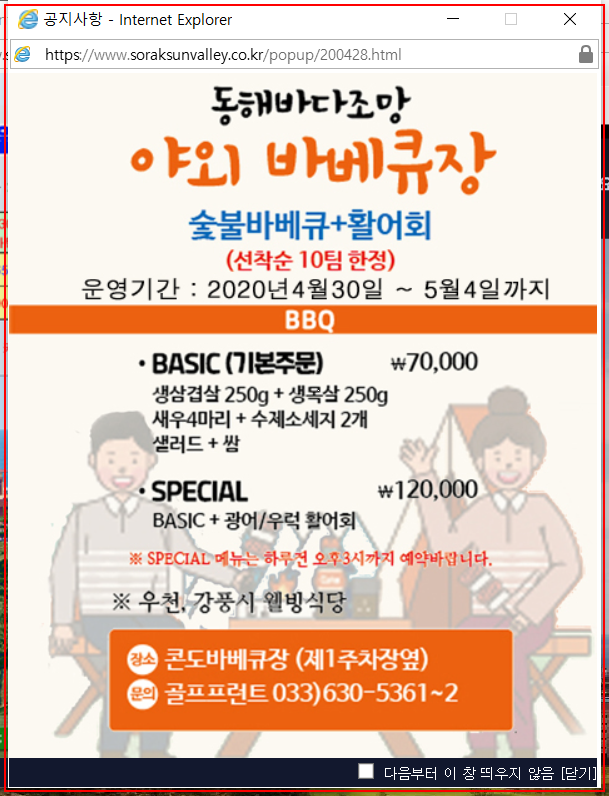 공지사항 - Internet Explorer
https://www.soraksunvalley.co.kr/popup/200428.html
동해바다조망
야외 바베큐장
숯불바베큐+활어회
(선착순 10팀 한정)
운영기간 : 2020년4월30일 ~ 5월4일까지
BBQ
• BASIC (기본주문) ₩70,000
생삼겹살 250g + 생목살 250g
새우4마리 + 수제소세지 2개
샐러드 + 쌈
• SPECIAL ₩120,000
BASIC + 광어/우럭 활어회
※ SPECIAL 메뉴는 하루전 오후3시까지 예약바랍니다.
※ 우천, 강풍시 웰빙식당
장소 콘도바베큐장 (제1주차장옆)
문의 골프프런트 033)630-5361~2
다음부터 이 창 띄우지 않음 [닫기]